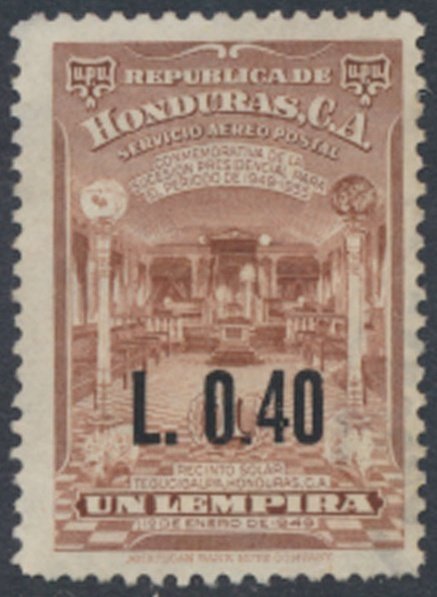 U.P.U. REPUBLICA DE U.P.U.
HONDURAS, C.A.
SERVICIO AEREO POSTAL
CONMEMORATIVA DE LA
SUCESION PRESIDENCIAL PARA
EL PERIODO DE 1949-1955
L. 0.40
RECINTO SOLAR
TEGUCIGALPA, HONDURAS, C.A.
UN LEMPIRA
1º DE ENERO DE 1949
AMERICAN BANK NOTE COMPANY